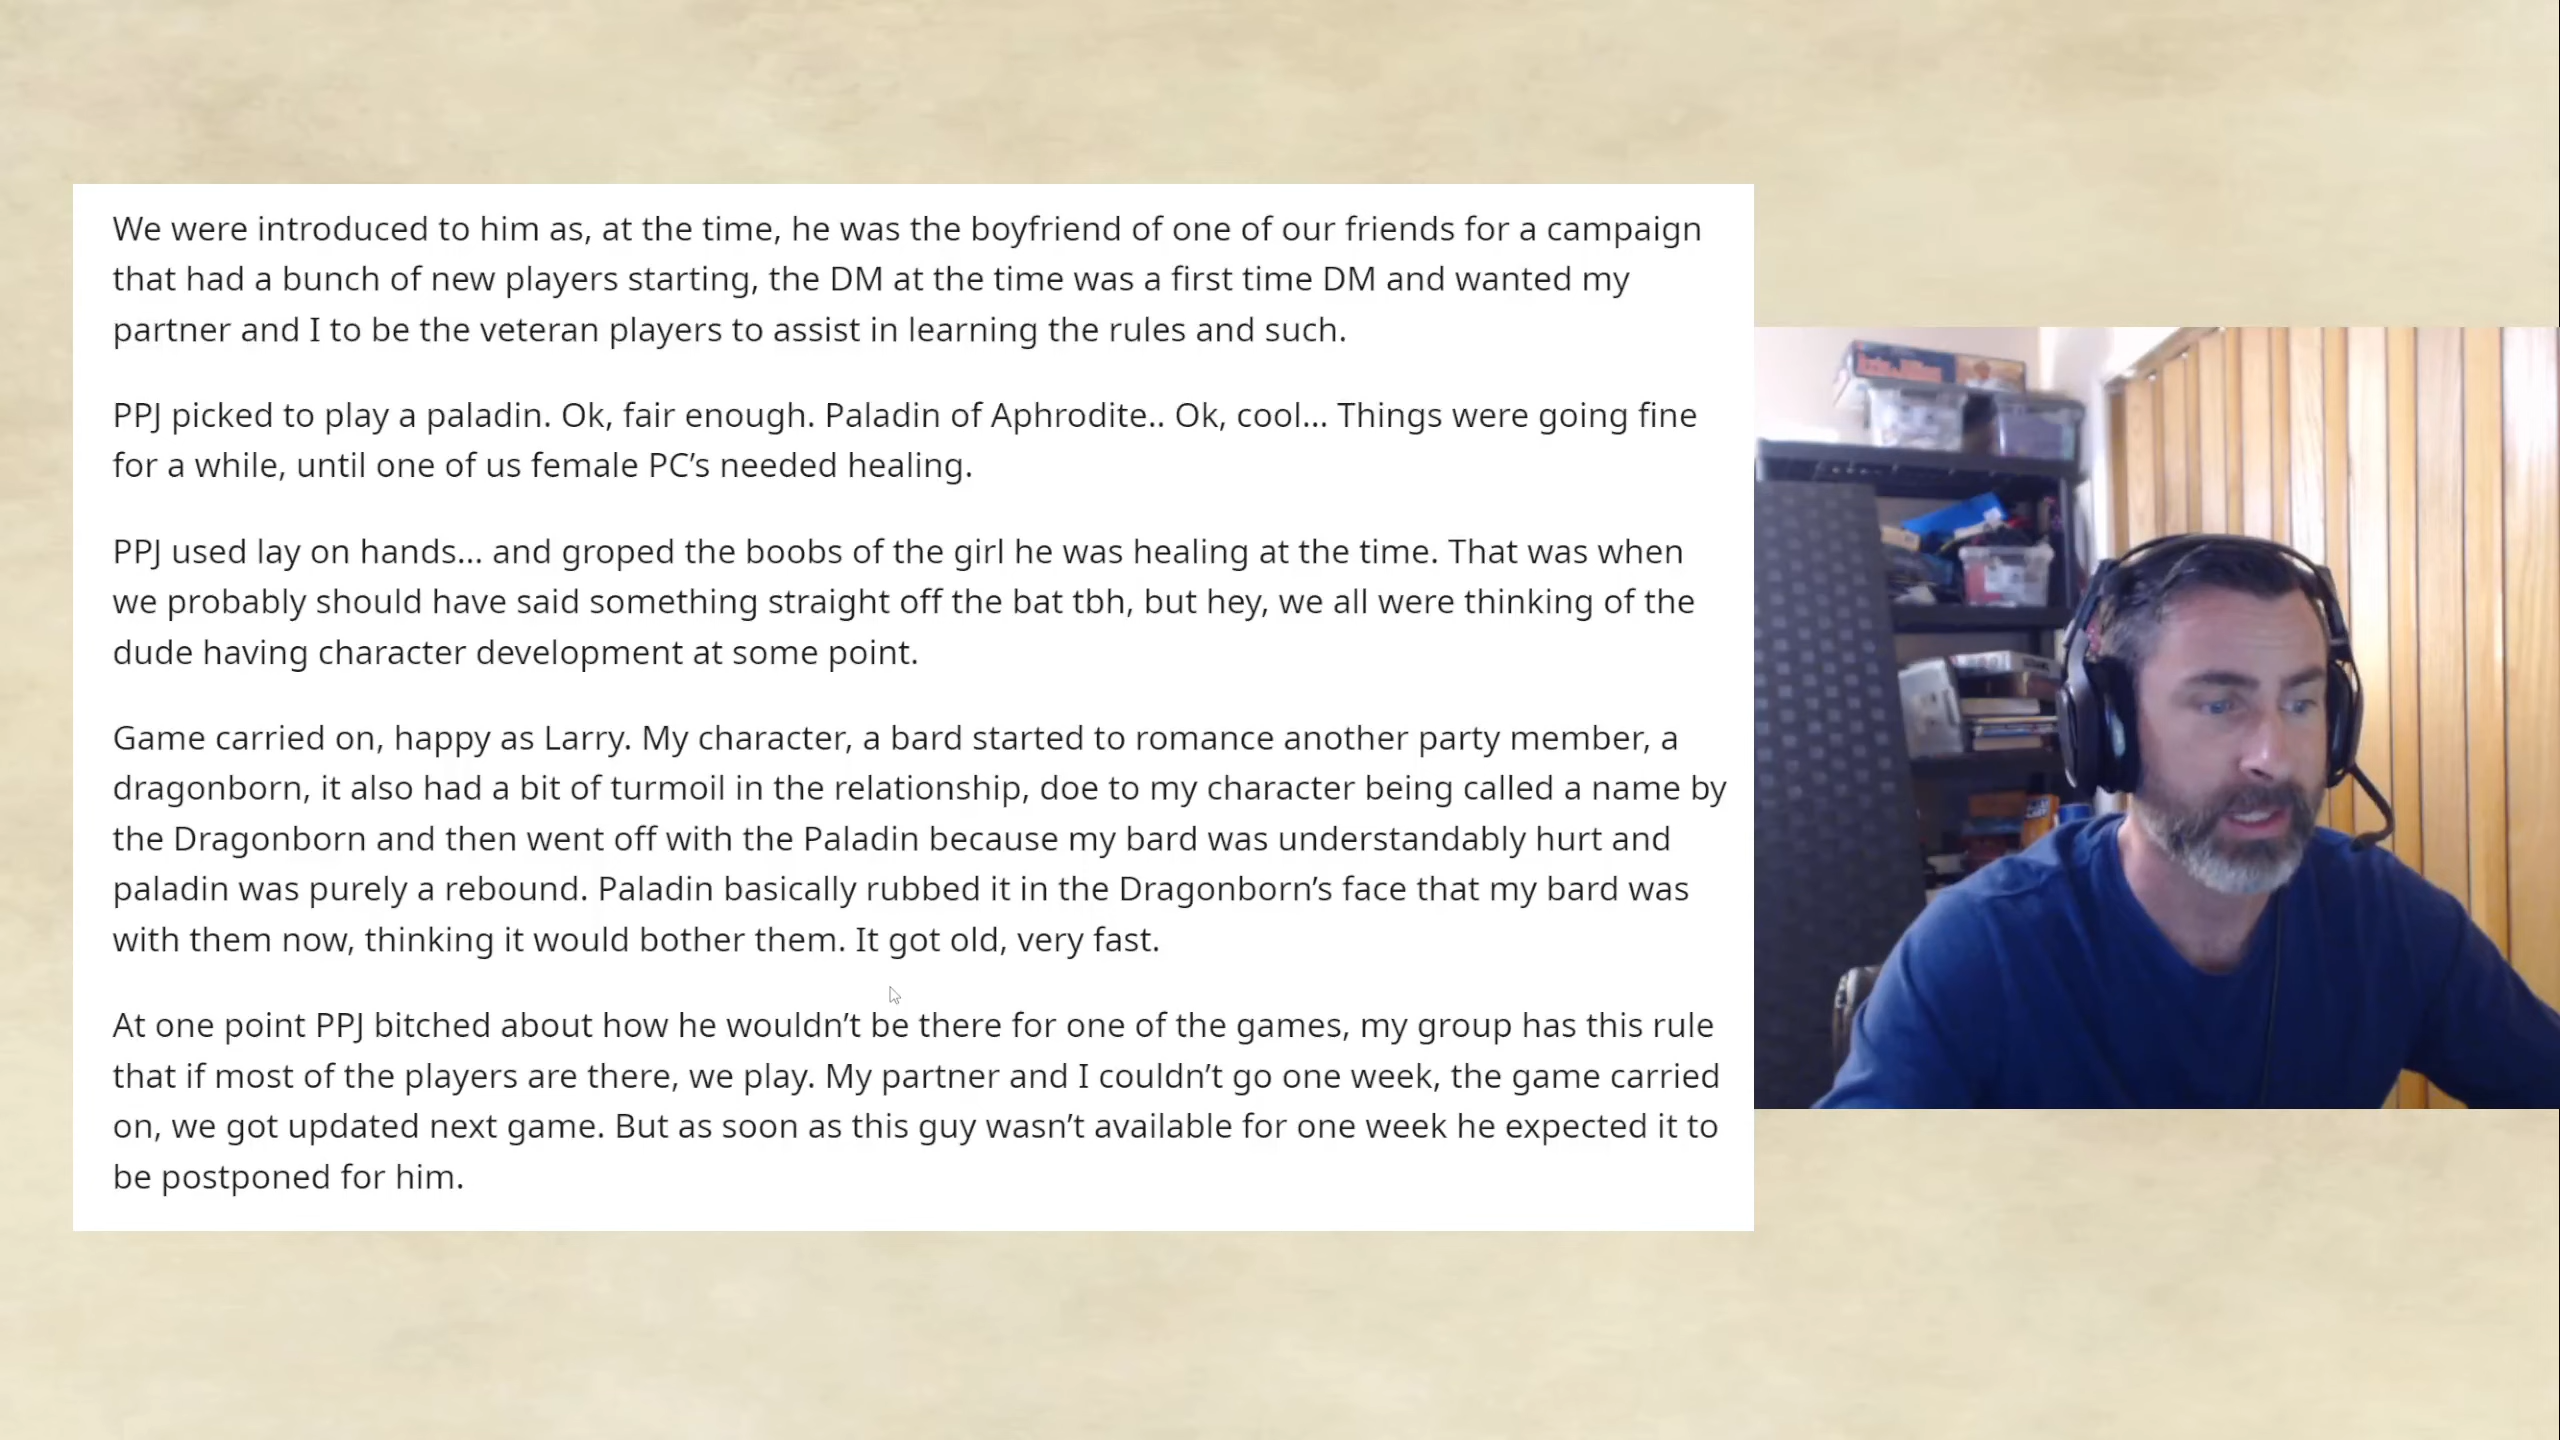 We were introduced to him as, at the time, he was the boyfriend of one of our friends for a campaign
that had a bunch of new players starting, the DM at the time was a first time DM and wanted my
partner and I to be the veteran players to assist in learning the rules and such.
PPJ picked to play a paladin. Ok, fair enough. Paladin of Aphrodite.. Ok, cool... Things were going fine
for a while, until one of us female PC’s needed healing.
PPJ used lay on hands... and groped the boobs of the girl he was healing at the time. That was when
we probably should have said something straight off the bat tbh, but hey, we all were thinking of the
dude having character development at some point.
Game carried on, happy as Larry. My character, a bard started to romance another party member, a
dragonborn, it also had a bit of turmoil in the relationship, doe to my character being called a name by
the Dragonborn and then went off with the Paladin because my bard was understandably hurt and
paladin was purely a rebound. Paladin basically rubbed it in the Dragonborn’s face that my bard was
with them now, thinking it would bother them. It got old, very fast.
At one point PPJ bitched about how he wouldn’t be there for one of the games, my group has this rule
that if most of the players are there, we play. My partner and I couldn’t go one week, the game carried
on, we got updated next game. But as soon as this guy wasn’t available for one week he expected it to
be postponed for him.